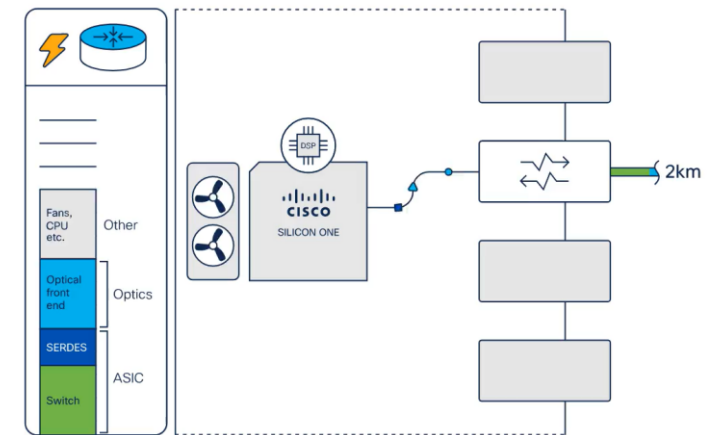 Fans,
CPU
etc.
Other
Optical
front
end
Optics
SERDES
ASIC
Switch
DSP
CISCO
SILICON ONE
2km